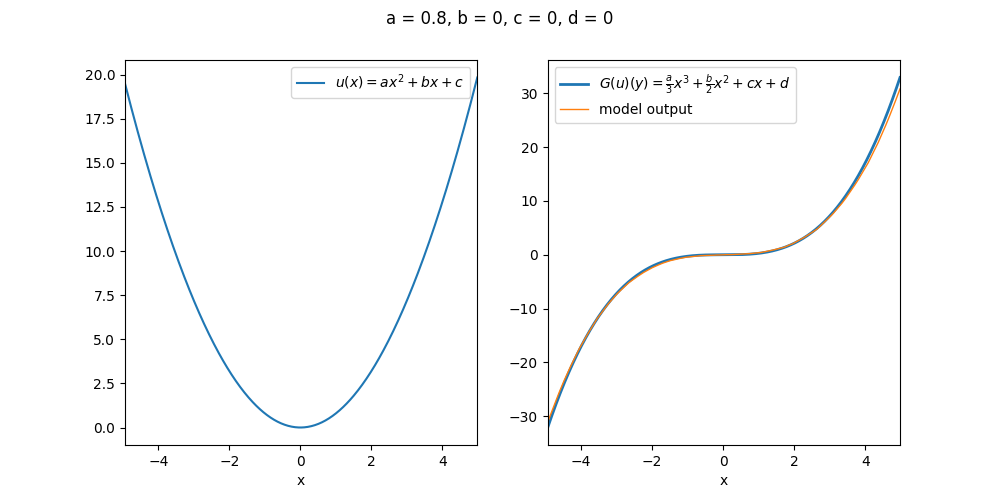 a = 0.8, b = 0, c = 0, d = 0
u(x) = ax² + bx + c
20.0
17.5
15.0
12.5
10.0
7.5
5.0
2.5
0.0
−4 −2 0 2 4
x
G(u)(y) = a/3 x³ + b/2 x² + cx + d
model output
30
20
10
0
−10
−20
−30
−4 −2 0 2 4
x